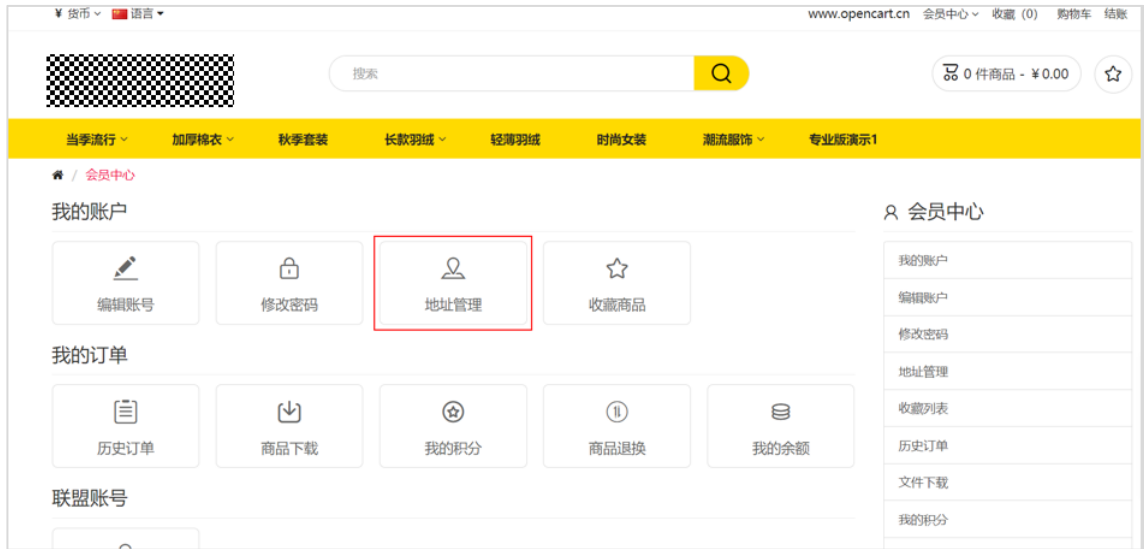 ¥ 货币 语言 www.opencart.cn 会员中心 收藏 (0) 购物车 结账
搜索 0 件商品 - ¥0.00
当季流行 加厚棉衣 秋季套装 长款羽绒 轻薄羽绒 时尚女装 潮流服饰 专业版演示1
/ 会员中心
我的账户
编辑账号 修改密码 地址管理 收藏商品
我的订单
历史订单 商品下载 我的积分 商品退换 我的余额
联盟账号
会员中心
我的账户
编辑账户
修改密码
地址管理
收藏列表
历史订单
文件下载
我的积分